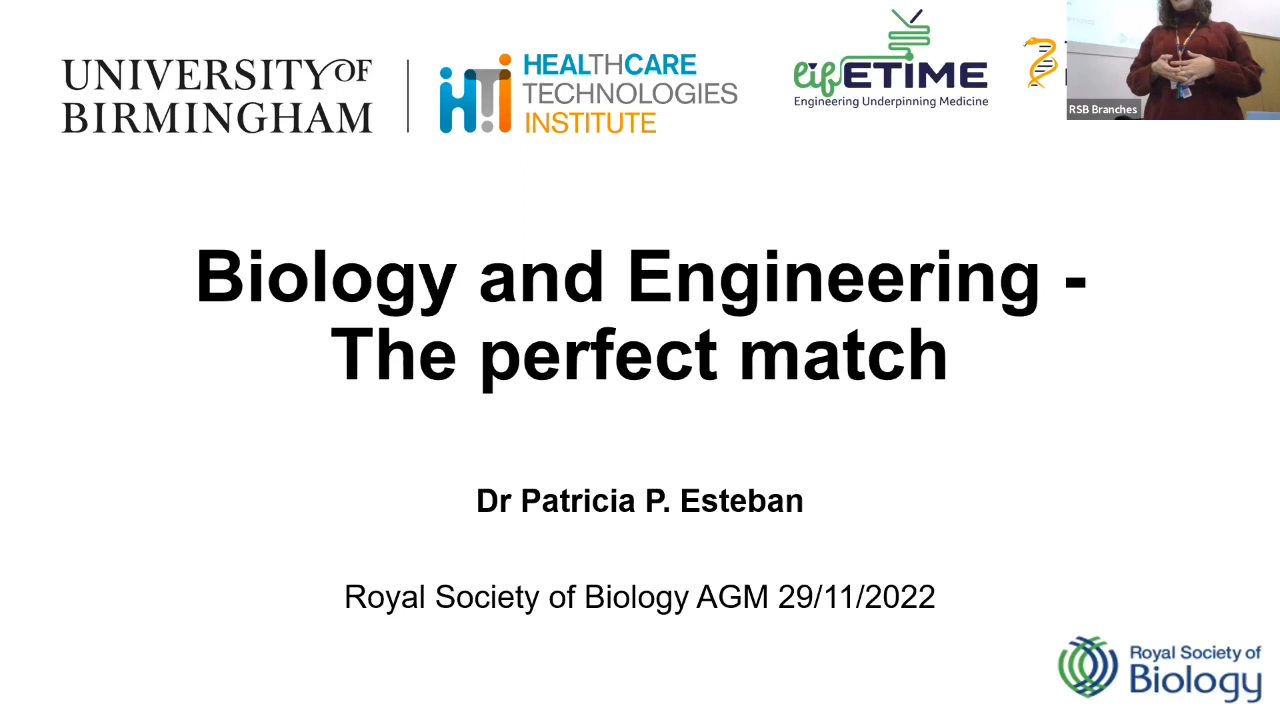 UNIVERSITY OF
BIRMINGHAM
HEALTHCARE
TECHNOLOGIES
INSTITUTE
lifETIME
Engineering Underpinning Medicine
RSB Branches
Biology and Engineering -
The perfect match
Dr Patricia P. Esteban
Royal Society of Biology AGM 29/11/2022
Royal Society of
Biology